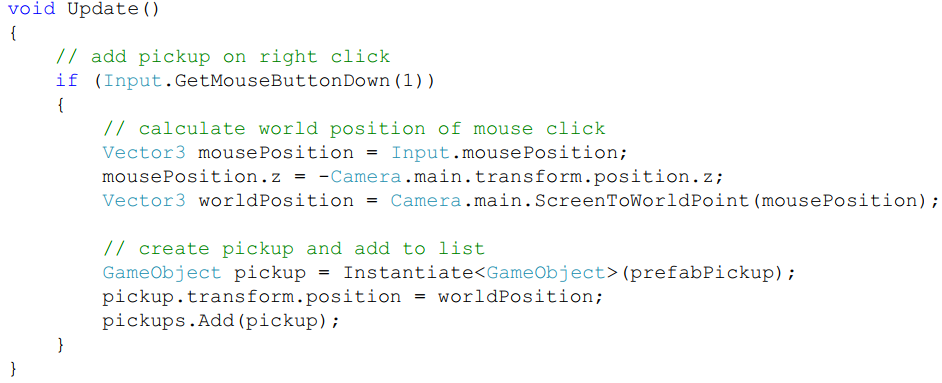 void Update()
{
    // add pickup on right click
    if (Input.GetMouseButtonDown(1))
    {
        // calculate world position of mouse click
        Vector3 mousePosition = Input.mousePosition;
        mousePosition.z = -Camera.main.transform.position.z;
        Vector3 worldPosition = Camera.main.ScreenToWorldPoint(mousePosition);

        // create pickup and add to list
        GameObject pickup = Instantiate<GameObject>(prefabPickup);
        pickup.transform.position = worldPosition;
        pickups.Add(pickup);
    }
}